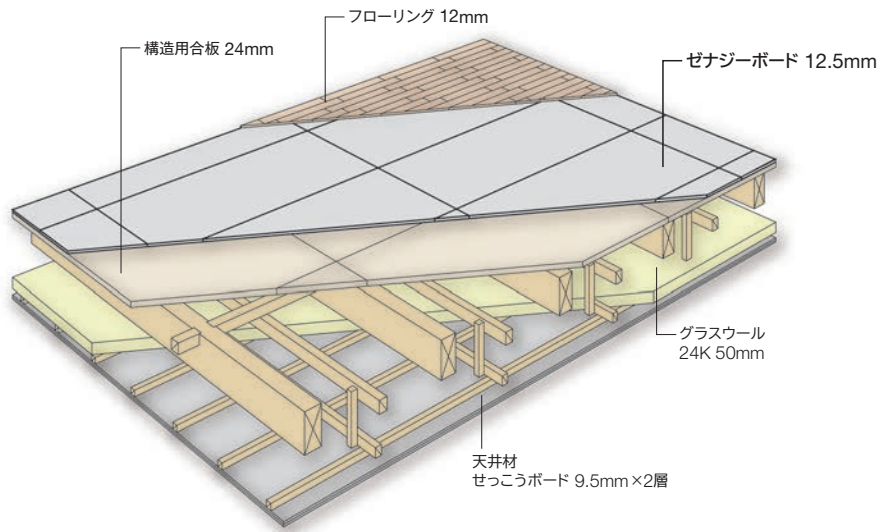 フローリング 12mm
構造用合板 24mm
ゼナジーボード 12.5mm
グラスウール
24K 50mm
天井材
せっこうボード 9.5mm×2層